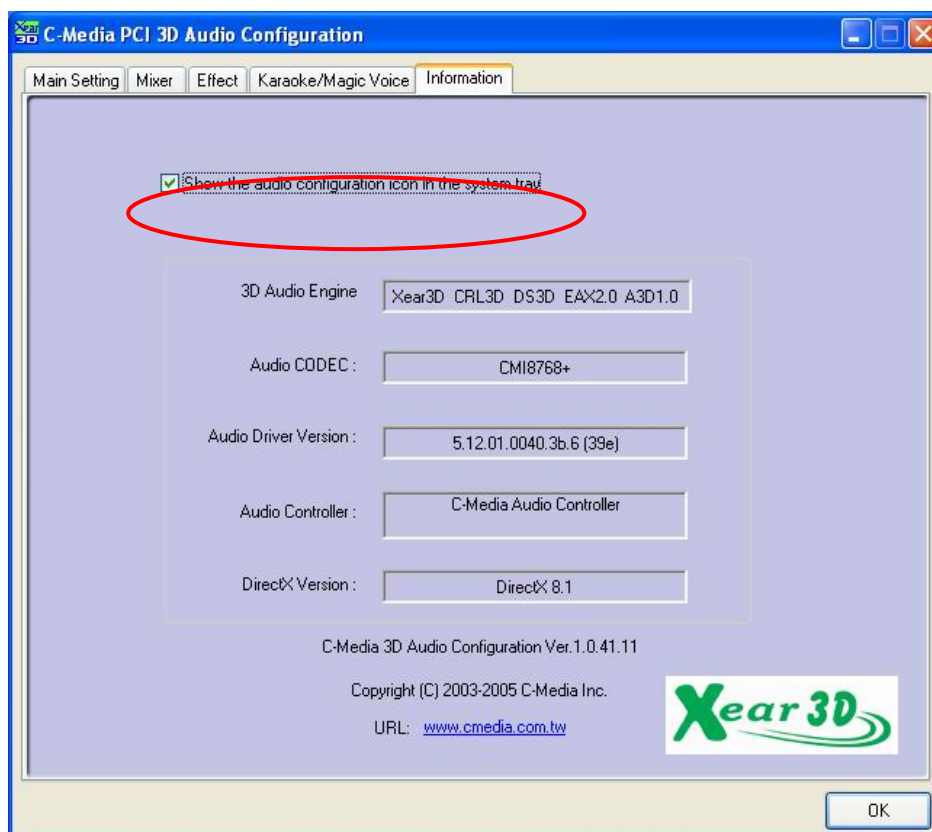 Xear 3D C-Media PCI 3D Audio Configuration
Main Setting Mixer Effect Karaoke/Magic Voice Information
Show the audio configuration icon in the system tray
3D Audio Engine Xear3D CRL3D DS3D EAX2.0 A3D1.0
Audio CODEC : CMI8768+
Audio Driver Version : 5.12.01.0040.3b.6 (39e)
Audio Controller : C-Media Audio Controller
DirectX Version : DirectX 8.1
C-Media 3D Audio Configuration Ver.1.0.41.11
Copyright (C) 2003-2005 C-Media Inc.
URL: www.cmedia.com.tw
Xear 3D
OK